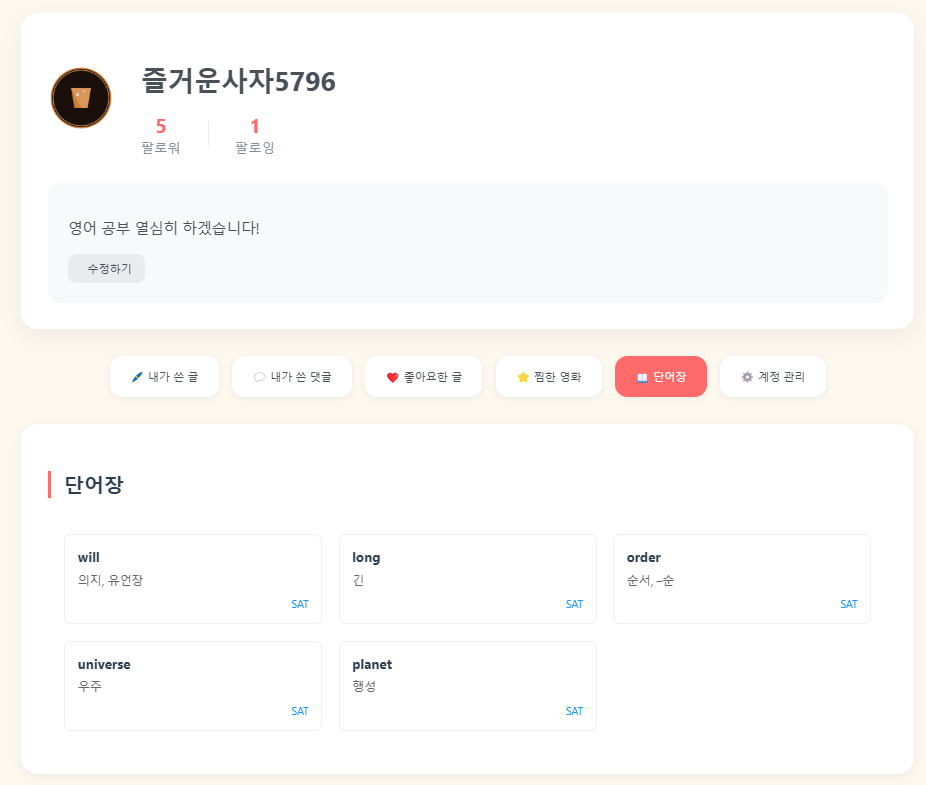 즐거운사자5796
5 1
팔로워 팔로잉
영어 공부 열심히 하겠습니다!
수정하기
내가 쓴 글 내가 쓴 댓글 좋아요한 글 찜한 영화 단어장 계정 관리
단어장
will long order
의지, 유언장 긴 순서, –순
SAT SAT SAT
universe planet
우주 행성
SAT SAT